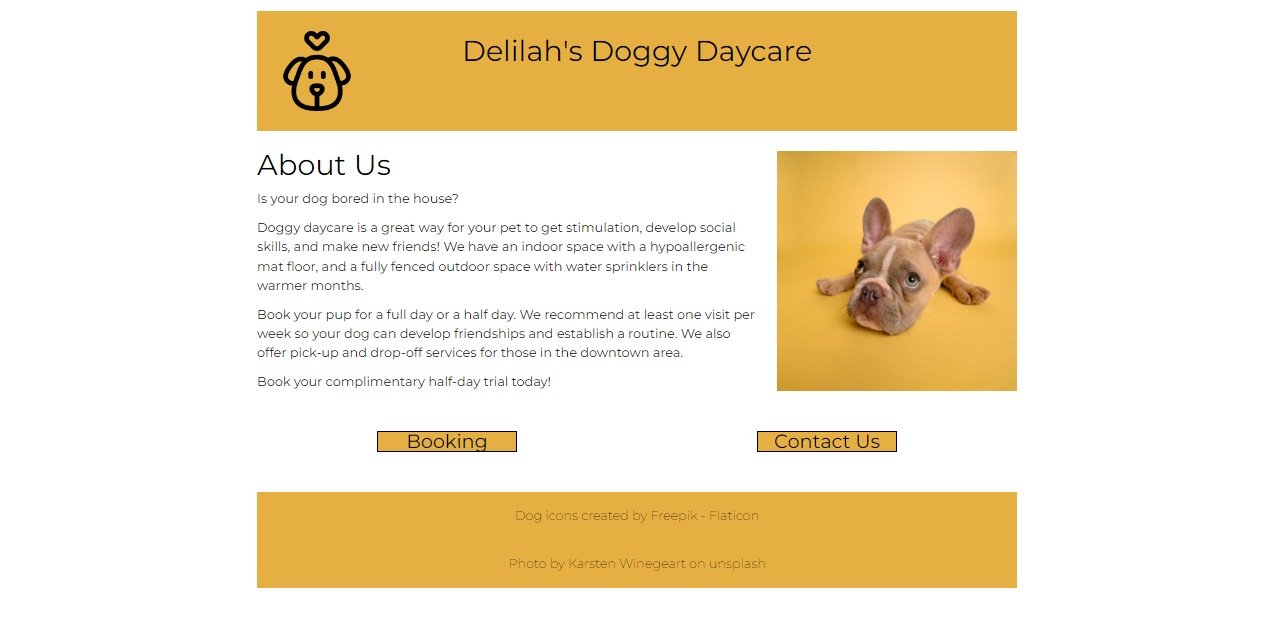 Delilah's Doggy Daycare
About Us
Is your dog bored in the house?
Doggy daycare is a great way for your pet to get stimulation, develop social
skills, and make new friends! We have an indoor space with a hypoallergenic
mat floor, and a fully fenced outdoor space with water sprinklers in the
warmer months.
Book your pup for a full day or a half day. We recommend at least one visit per
week so your dog can develop friendships and establish a routine. We also
offer pick-up and drop-off services for those in the downtown area.
Book your complimentary half-day trial today!
Booking
Contact Us
Dog icons created by Freepik - Flaticon
Photo by Karsten Winegeart on unsplash